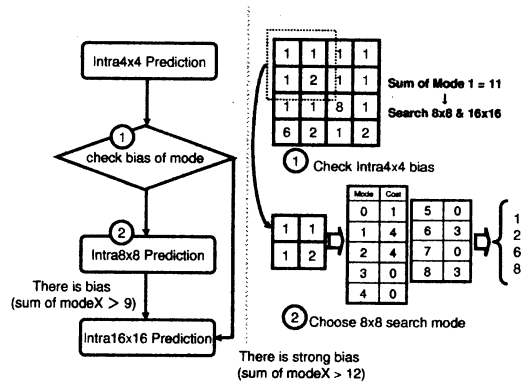 Intra4x4 Prediction
1
check bias of mode
2
Intra8x8 Prediction
There is bias
(sum of modeX > 9)
Intra16x16 Prediction
There is strong bias
(sum of modeX > 12)
1 1 1 1
1 2 1 1
1 1 8 1
6 2 1 2
Sum of Mode 1 = 11
↓
Search 8x8 & 16x16
1 Check Intra4x4 bias
1 1
1 2
Mode Cost
0 1
1 4
2 4
3 0
4 0
5 0
6 3
7 0
8 3
1
2
6
8
2 Choose 8x8 search mode